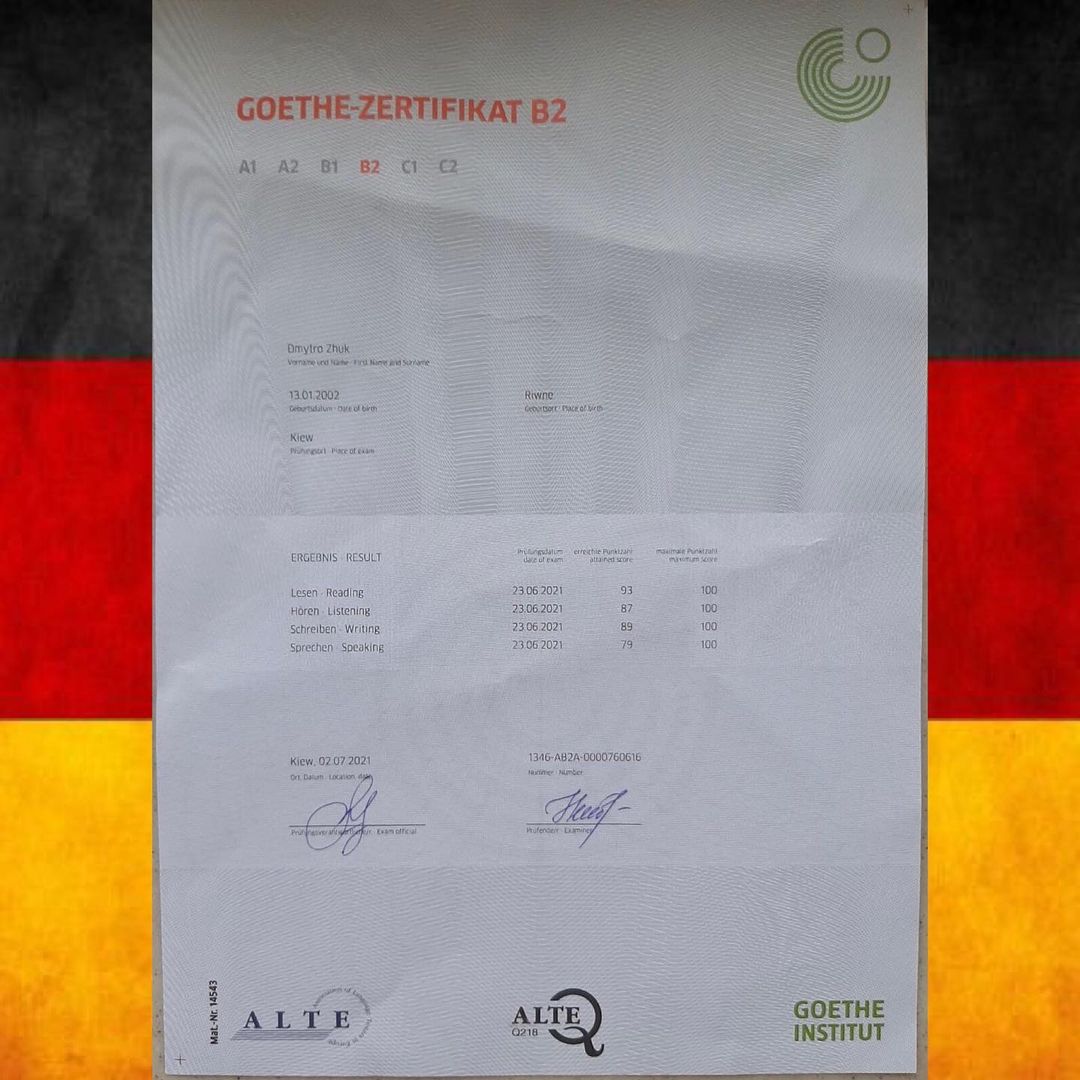 GOETHE-ZERTIFIKAT B2
A1 A2 B1 B2 C1 C2
Dmytro Zhuk
Vorname und Name · First Name and Surname
13.01.2002 Riwne
Geburtsdatum · Date of birth Geburtsort · Place of birth
Kiew
Prüfungsort · Place of exam
ERGEBNIS · RESULT
Prüfungsdatum erreichte Punktzahl maximale Punktzahl
date of exam attained score maximum score
Lesen · Reading 23.06.2021 93 100
Hören · Listening 23.06.2021 87 100
Schreiben · Writing 23.06.2021 89 100
Sprechen · Speaking 23.06.2021 79 100
Kiew, 02.07.2021 1346-AB2A-0000760616
Ort, Datum · Location, date Nummer · Number
Exam official Prüfende/r · Examiner
Mat.-Nr. 14543
ALTE
ALTE Q
Q218
GOETHE
INSTITUT